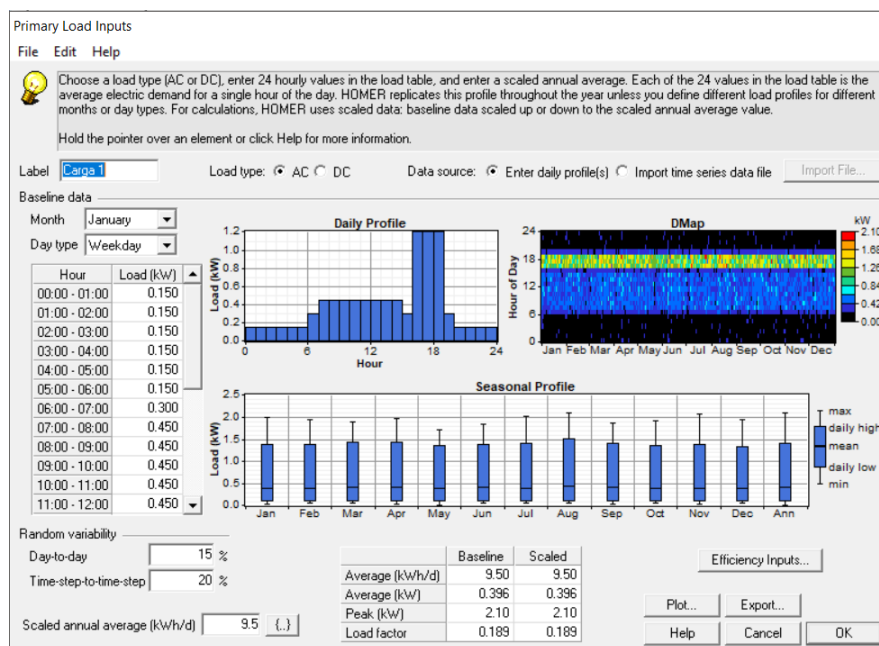 Primary Load Inputs
File Edit Help
Choose a load type (AC or DC), enter 24 hourly values in the load table, and enter a scaled annual average. Each of the 24 values in the load table is the
average electric demand for a single hour of the day. HOMER replicates this profile throughout the year unless you define different load profiles for different
months or day types. For calculations, HOMER uses scaled data: baseline data scaled up or down to the scaled annual average value.
Hold the pointer over an element or click Help for more information.
Label Carga 1 Load type: AC DC Data source: Enter daily profile(s) Import time series data file Import File...
Baseline data
Month January
Day type Weekday
Hour Load (kW)
00:00 - 01:00 0.150
01:00 - 02:00 0.150
02:00 - 03:00 0.150
03:00 - 04:00 0.150
04:00 - 05:00 0.150
05:00 - 06:00 0.150
06:00 - 07:00 0.300
07:00 - 08:00 0.450
08:00 - 09:00 0.450
09:00 - 10:00 0.450
10:00 - 11:00 0.450
11:00 - 12:00 0.450
Daily Profile
Load (kW)
1.2
1.0
0.8
0.6
0.4
0.2
0.0
0 6 12 18 24
Hour
DMap
Hour of Day
24
18
12
6
0
Jan Feb Mar Apr May Jun Jul Aug Sep Oct Nov Dec
kW
2.10
1.68
1.26
0.84
0.42
0.00
Seasonal Profile
Load (kW)
2.5
2.0
1.5
1.0
0.5
0.0
Jan Feb Mar Apr May Jun Jul Aug Sep Oct Nov Dec Ann
max
daily high
mean
daily low
min
Random variability
Day-to-day 15 %
Time-step-to-time-step 20 %
Scaled annual average (kWh/d) 9.5 {..}
Baseline Scaled
Average (kWh/d) 9.50 9.50
Average (kW) 0.396 0.396
Peak (kW) 2.10 2.10
Load factor 0.189 0.189
Efficiency Inputs...
Plot... Export...
Help Cancel OK